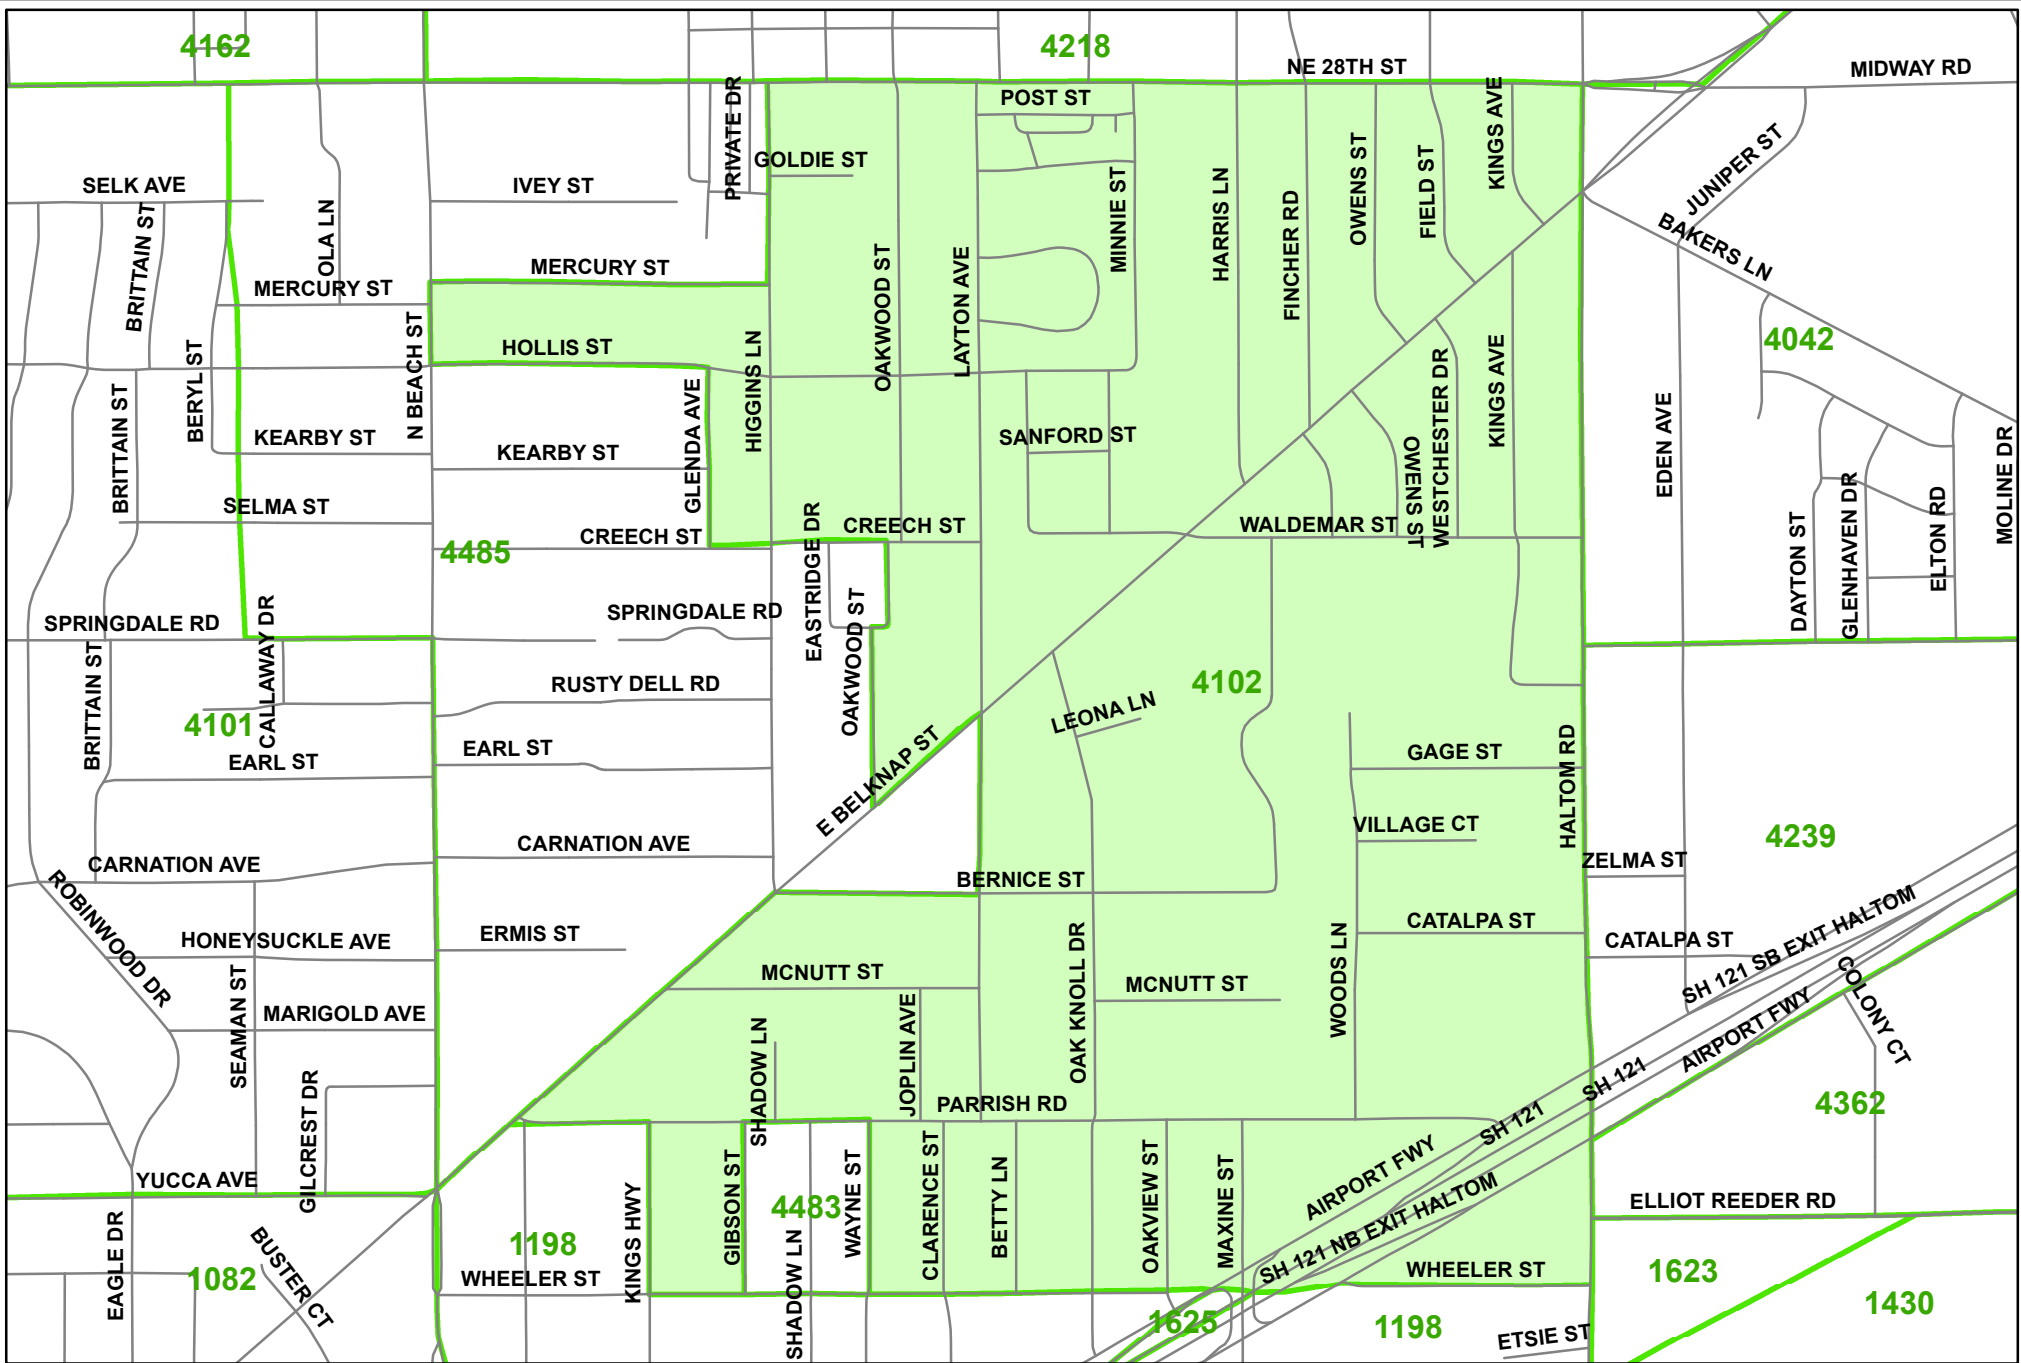 4162
4218
NE 28TH ST
MIDWAY RD
POST ST
PRIVATE DR
KINGS AVE
GOLDIE ST
JUNIPER ST
SELK AVE
IVEY ST
OWENS ST
FIELD ST
BRITTAIN ST
OLA LN
MINNIE ST
HARRIS LN
FINCHER RD
BAKERS LN
MERCURY ST
MERCURY ST
OAKWOOD ST
LAYTON AVE
4042
HOLLIS ST
N BEACH ST
BERYL ST
HIGGINS LN
WESTCHESTER DR
KINGS AVE
BRITTAIN ST
KEARBY ST
KEARBY ST
GLENDA AVE
SANFORD ST
OWENS ST
EDEN AVE
MOLINE DR
SELMA ST
CREECH ST
CREECH ST
WALDEMAR ST
GLENHAVEN DR
ELTON RD
DAYTON ST
4485
EASTRIDGE DR
SPRINGDALE RD
SPRINGDALE RD
CALLAWAY DR
OAKWOOD ST
BRITTAIN ST
RUSTY DELL RD
4102
LEONA LN
4101
EARL ST
EARL ST
E BELKNAP ST
GAGE ST
HALTOM RD
VILLAGE CT
4239
CARNATION AVE
CARNATION AVE
ZELMA ST
BERNICE ST
ROBINWOOD DR
HONEYSUCKLE AVE
ERMIS ST
CATALPA ST
CATALPA ST
SH 121 SB EXIT HALTOM
MCNUTT ST
MCNUTT ST
OAK KNOLL DR
WOODS LN
COLONY CT
SEAMAN ST
MARIGOLD AVE
JOPLIN AVE
SHADOW LN
AIRPORT FWY
SH 121
GILCREST DR
PARRISH RD
SH 121
4362
YUCCA AVE
GIBSON ST
4483
WAYNE ST
CLARENCE ST
BETTY LN
OAKVIEW ST
MAXINE ST
AIRPORT FWY
ELLIOT REEDER RD
EAGLE DR
BUSTER CT
1198
KINGS HWY
SHADOW LN
SH 121 NB EXIT HALTOM
1082
WHEELER ST
WHEELER ST
1623
1625
1198
ETSIE ST
1430